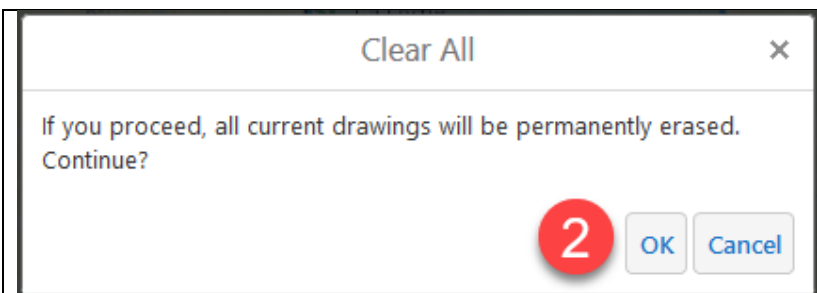 Clear All ×
If you proceed, all current drawings will be permanently erased.
Continue?
2 OK Cancel